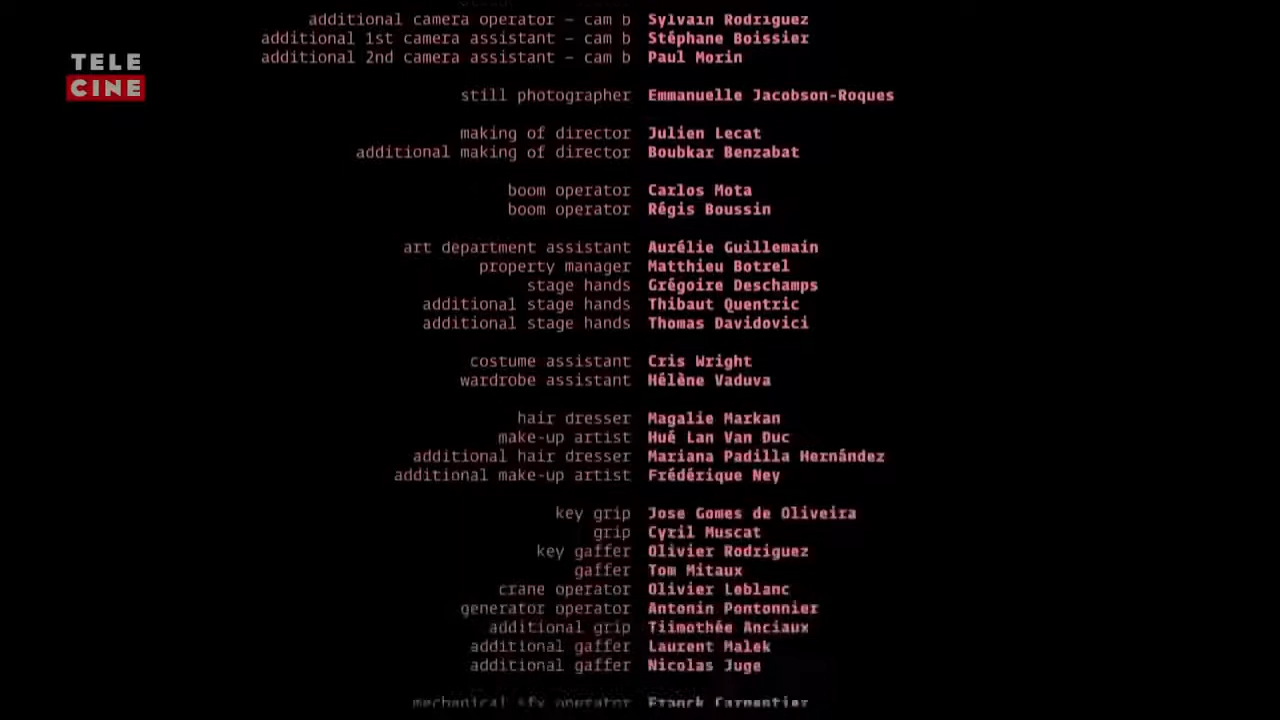 TELE
CINE
additional camera operator – cam b Sylvain Rodriguez
additional 1st camera assistant – cam b Stéphane Boissier
additional 2nd camera assistant – cam b Paul Morin
still photographer Emmanuelle Jacobson-Roques
making of director Julien Lecat
additional making of director Boubkar Benzabat
boom operator Carlos Mota
boom operator Régis Boussin
art department assistant Aurélie Guillemain
property manager Matthieu Botrel
stage hands Grégoire Deschamps
additional stage hands Thibaut Quentric
additional stage hands Thomas Davidovici
costume assistant Cris Wright
wardrobe assistant Hélène Vaduva
hair dresser Magalie Markan
make-up artist Hué Lan Van Duc
additional hair dresser Mariana Padilla Hernández
additional make-up artist Frédérique Ney
key grip Jose Gomes de Oliveira
grip Cyril Muscat
key gaffer Olivier Rodriguez
gaffer Tom Mitaux
crane operator Olivier Leblanc
generator operator Antonin Pontonnier
additional grip Tiimothée Anciaux
additional gaffer Laurent Malek
additional gaffer Nicolas Juge
mechanical sfx operator Franck Carpentier